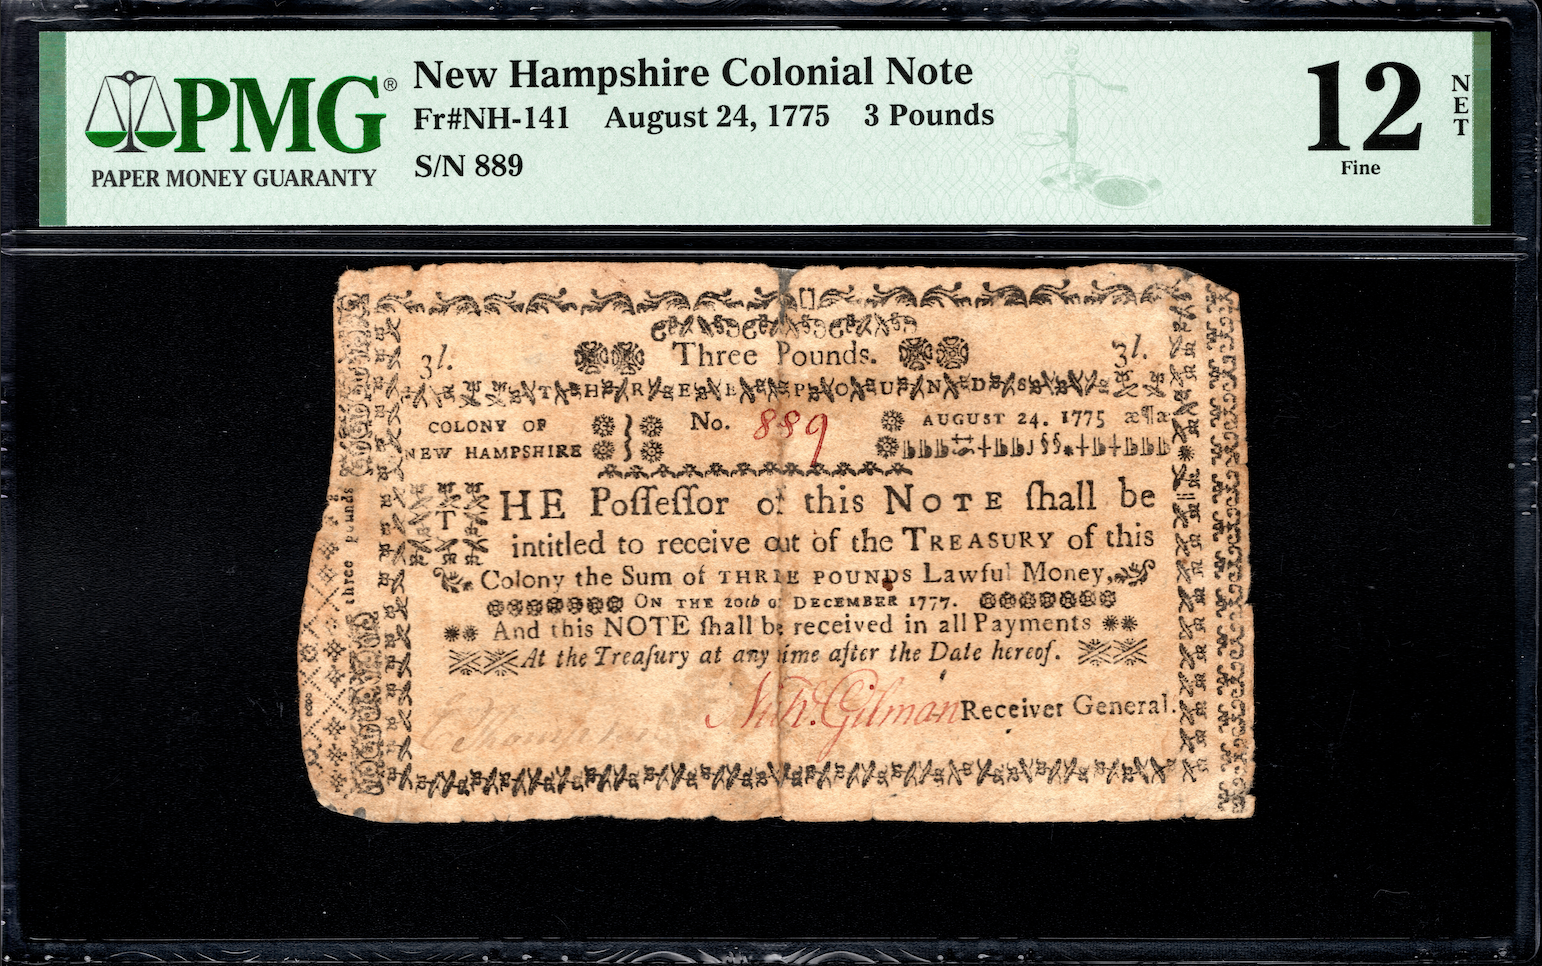 PMG®
PAPER MONEY GUARANTY
New Hampshire Colonial Note
Fr#NH-141 August 24, 1775 3 Pounds
S/N 889
12
Fine
NET
3l. Three Pounds. 3l.
THREE POUNDS
COLONY OF
NEW HAMPSHIRE
No. 889
AUGUST 24. 1775 æ¶a
THE Poſſeſſor of this NOTE ſhall be
intitled to receive out of the TREASURY of this
Colony the Sum of THREE POUNDS Lawful Money,
ON THE 20th of DECEMBER 1777.
And this NOTE ſhall be received in all Payments
At the Treaſury at any time after the Date hereof.
Nich. Gilman Receiver General.
E Thompson
three pounds